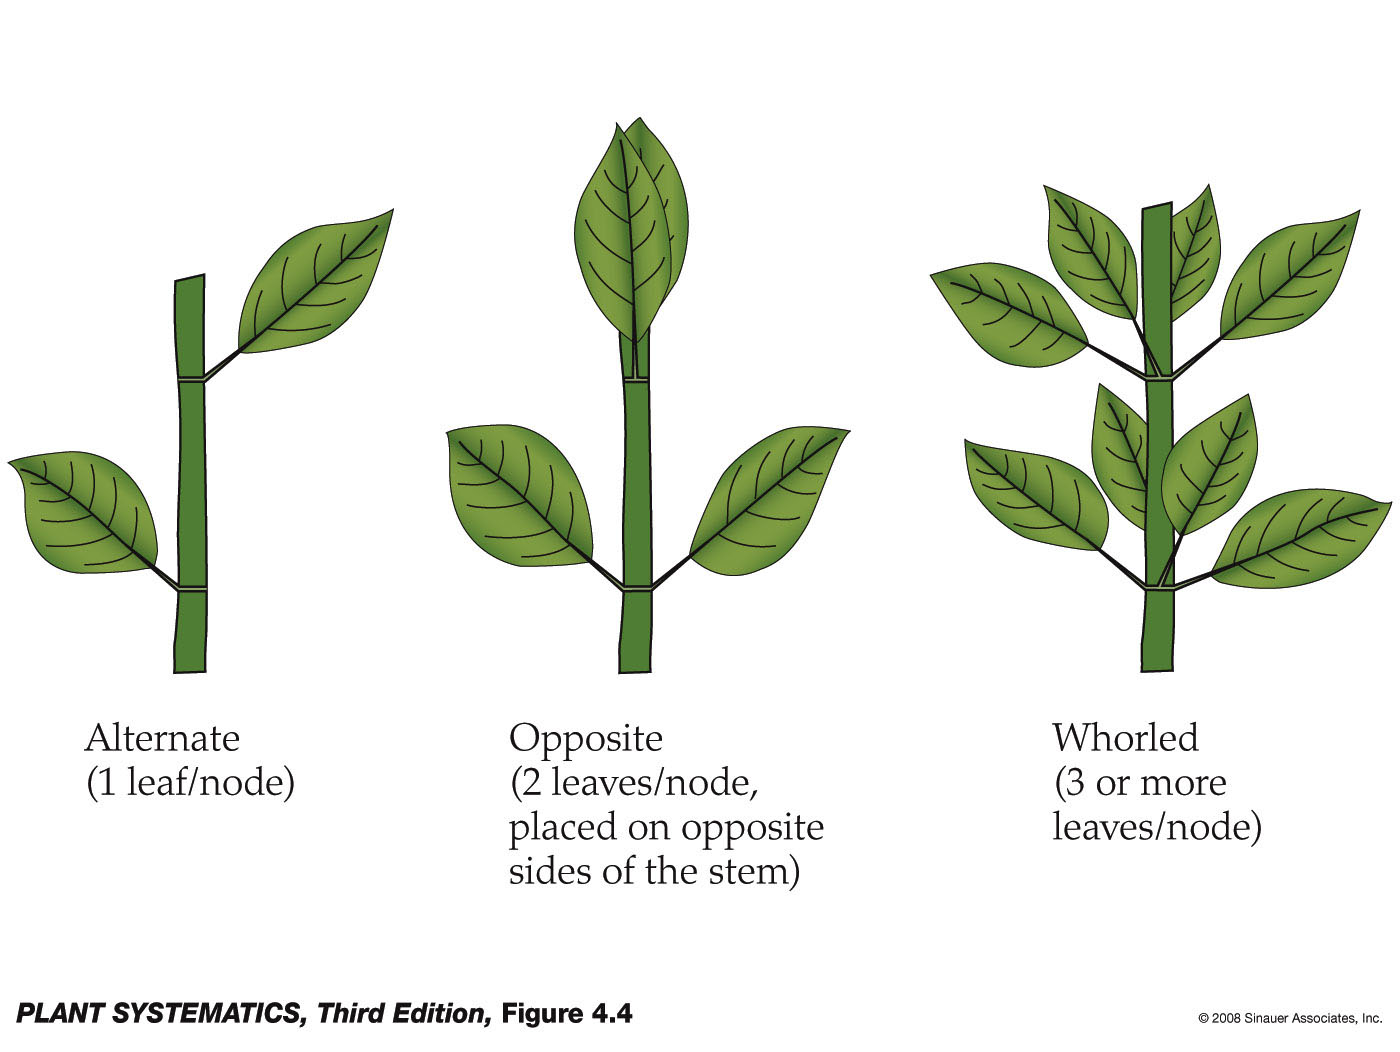 Alternate
(1 leaf/node)
Opposite
(2 leaves/node,
placed on opposite
sides of the stem)
Whorled
(3 or more
leaves/node)
PLANT SYSTEMATICS, Third Edition, Figure 4.4
© 2008 Sinauer Associates, Inc.